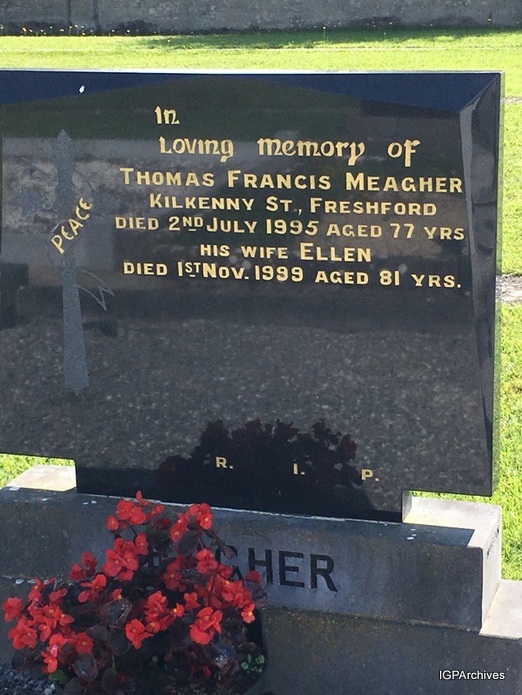 In
Loving memory of
THOMAS FRANCIS MEAGHER
KILKENNY ST., FRESHFORD
DIED 2ND JULY 1995 AGED 77 YRS
HIS WIFE ELLEN
DIED 1ST NOV. 1999 AGED 81 YRS.
PEACE
R. I. P.
GHER
IGPArchives